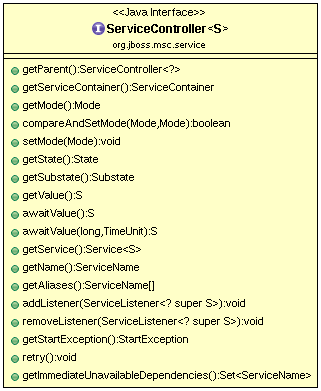 <<Java Interface>>
I ServiceController<S>
org.jboss.msc.service
getParent():ServiceController<?>
getServiceContainer():ServiceContainer
getMode():Mode
compareAndSetMode(Mode,Mode):boolean
setMode(Mode):void
getState():State
getSubstate():Substate
getValue():S
awaitValue():S
awaitValue(long,TimeUnit):S
getService():Service<S>
getName():ServiceName
getAliases():ServiceName[]
addListener(ServiceListener<? super S>):void
removeListener(ServiceListener<? super S>):void
getStartException():StartException
retry():void
getImmediateUnavailableDependencies():Set<ServiceName>